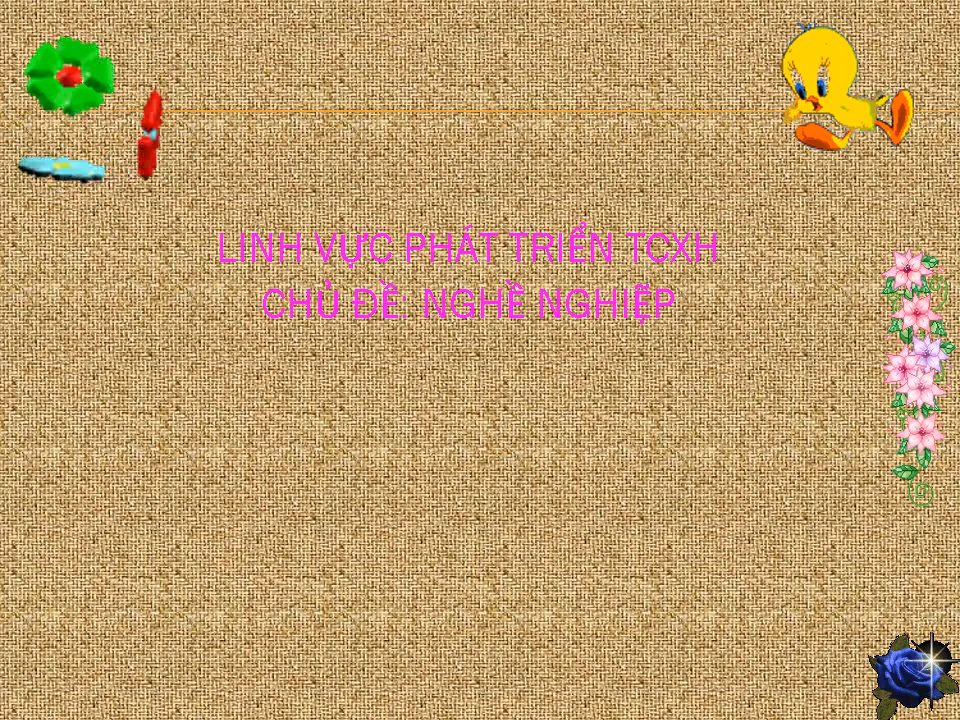 LINH VỰC PHÁT TRIỂN TCXH
CHỦ ĐỀ: NGHỀ NGHIỆP